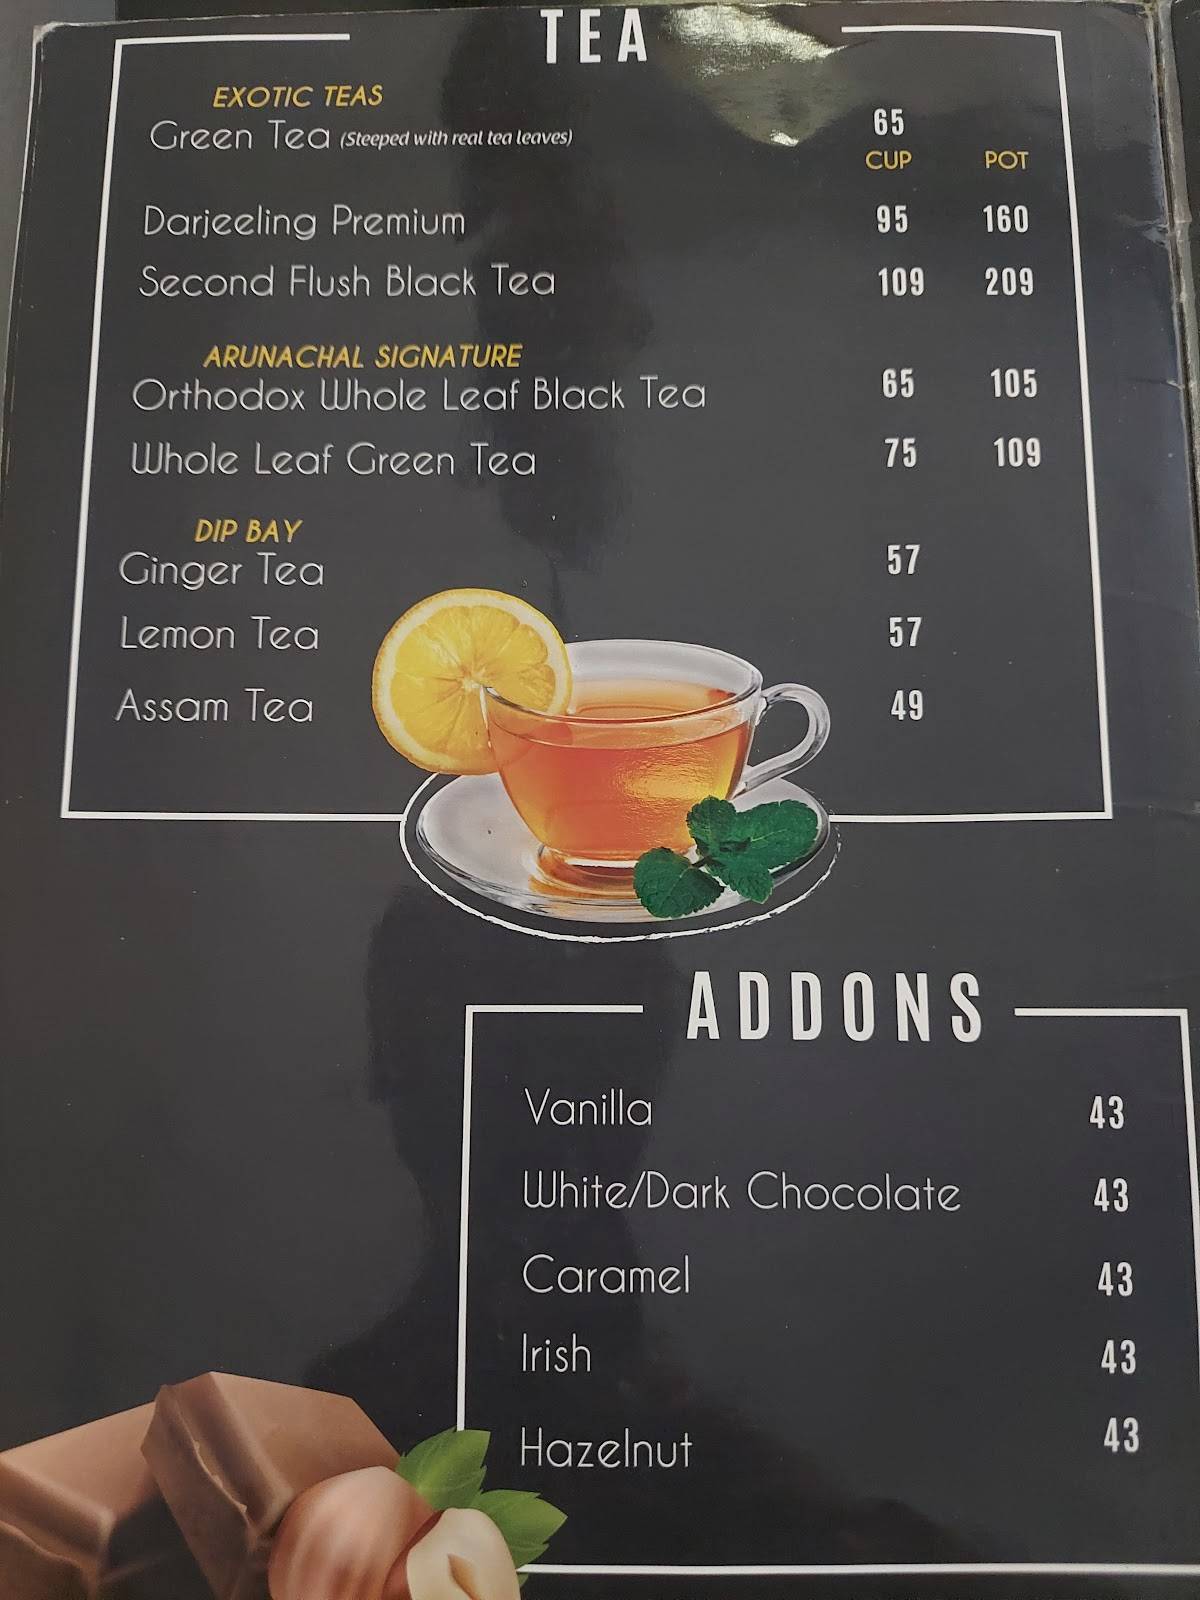 TEA
EXOTIC TEAS
Green Tea (Steeped with real tea leaves) 65
CUP POT
Darjeeling Premium 95 160
Second Flush Black Tea 109 209
ARUNACHAL SIGNATURE
Orthodox Whole Leaf Black Tea 65 105
Whole Leaf Green Tea 75 109
DIP BAY
Ginger Tea 57
Lemon Tea 57
Assam Tea 49
ADDONS
Vanilla 43
White/Dark Chocolate 43
Caramel 43
Irish 43
Hazelnut 43